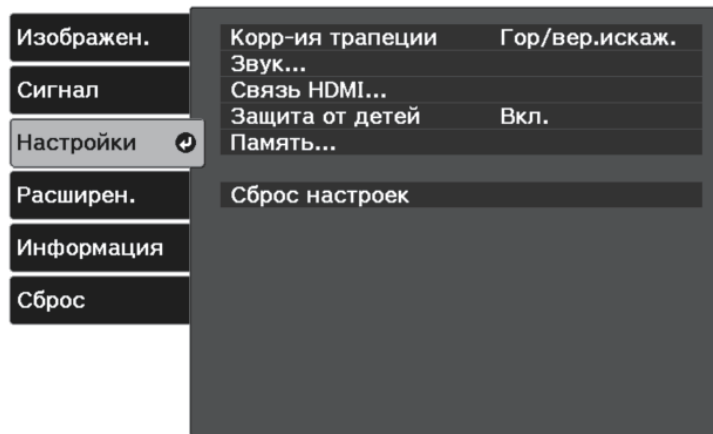 Изображен.
Сигнал
Настройки
Расширен.
Информация
Сброс
Корр-ия трапеции Гор/вер.искаж.
Звук...
Связь HDMI...
Защита от детей Вкл.
Память...
Сброс настроек